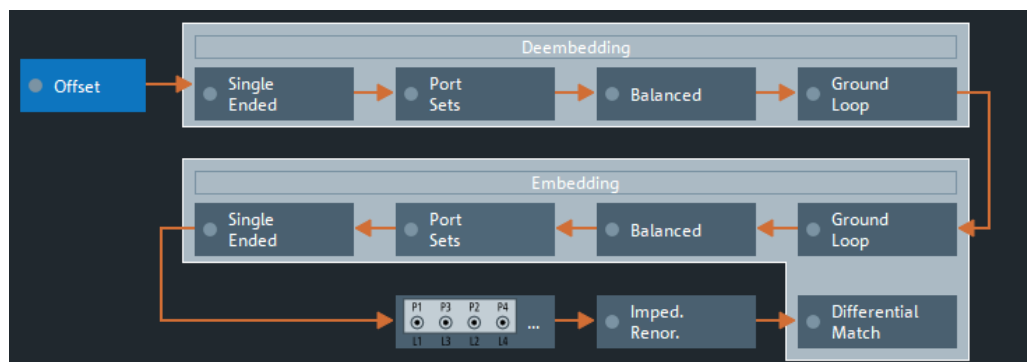 Deembedding
Offset
Single
Ended
Port
Sets
Balanced
Ground
Loop
Embedding
Single
Ended
Port
Sets
Balanced
Ground
Loop
P1 P3 P2 P4
L1 L3 L2 L4
...
Imped.
Renor.
Differential
Match